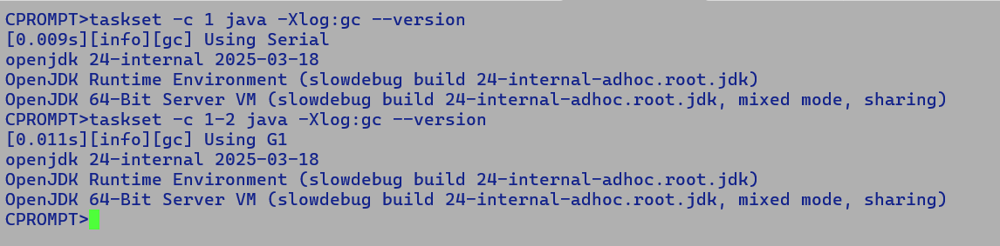 CPROMPT>taskset -c 1 java -Xlog:gc --version
[0.009s][info][gc] Using Serial
openjdk 24-internal 2025-03-18
OpenJDK Runtime Environment (slowdebug build 24-internal-adhoc.root.jdk)
OpenJDK 64-Bit Server VM (slowdebug build 24-internal-adhoc.root.jdk, mixed mode, sharing)
CPROMPT>taskset -c 1-2 java -Xlog:gc --version
[0.011s][info][gc] Using G1
openjdk 24-internal 2025-03-18
OpenJDK Runtime Environment (slowdebug build 24-internal-adhoc.root.jdk)
OpenJDK 64-Bit Server VM (slowdebug build 24-internal-adhoc.root.jdk, mixed mode, sharing)
CPROMPT>